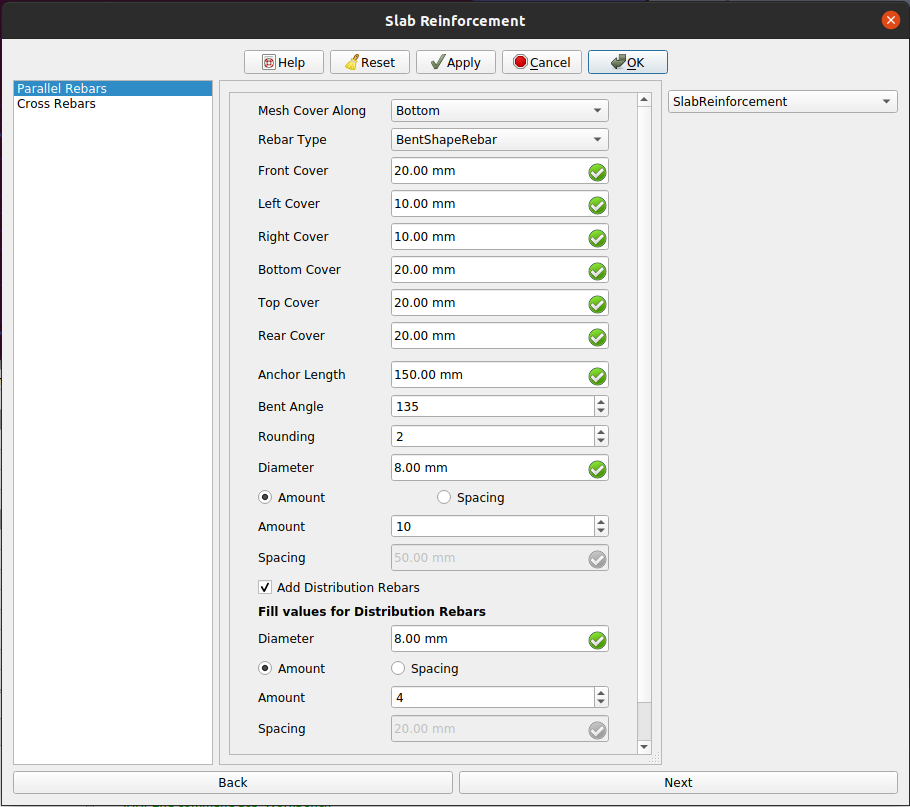 Slab Reinforcement
Help Reset Apply Cancel OK
Parallel Rebars
Cross Rebars
Mesh Cover Along Bottom
Rebar Type BentShapeRebar
Front Cover 20.00 mm
Left Cover 10.00 mm
Right Cover 10.00 mm
Bottom Cover 20.00 mm
Top Cover 20.00 mm
Rear Cover 20.00 mm
Anchor Length 150.00 mm
Bent Angle 135
Rounding 2
Diameter 8.00 mm
Amount Spacing
Amount 10
Spacing 50.00 mm
Add Distribution Rebars
Fill values for Distribution Rebars
Diameter 8.00 mm
Amount Spacing
Amount 4
Spacing 20.00 mm
SlabReinforcement
Back Next